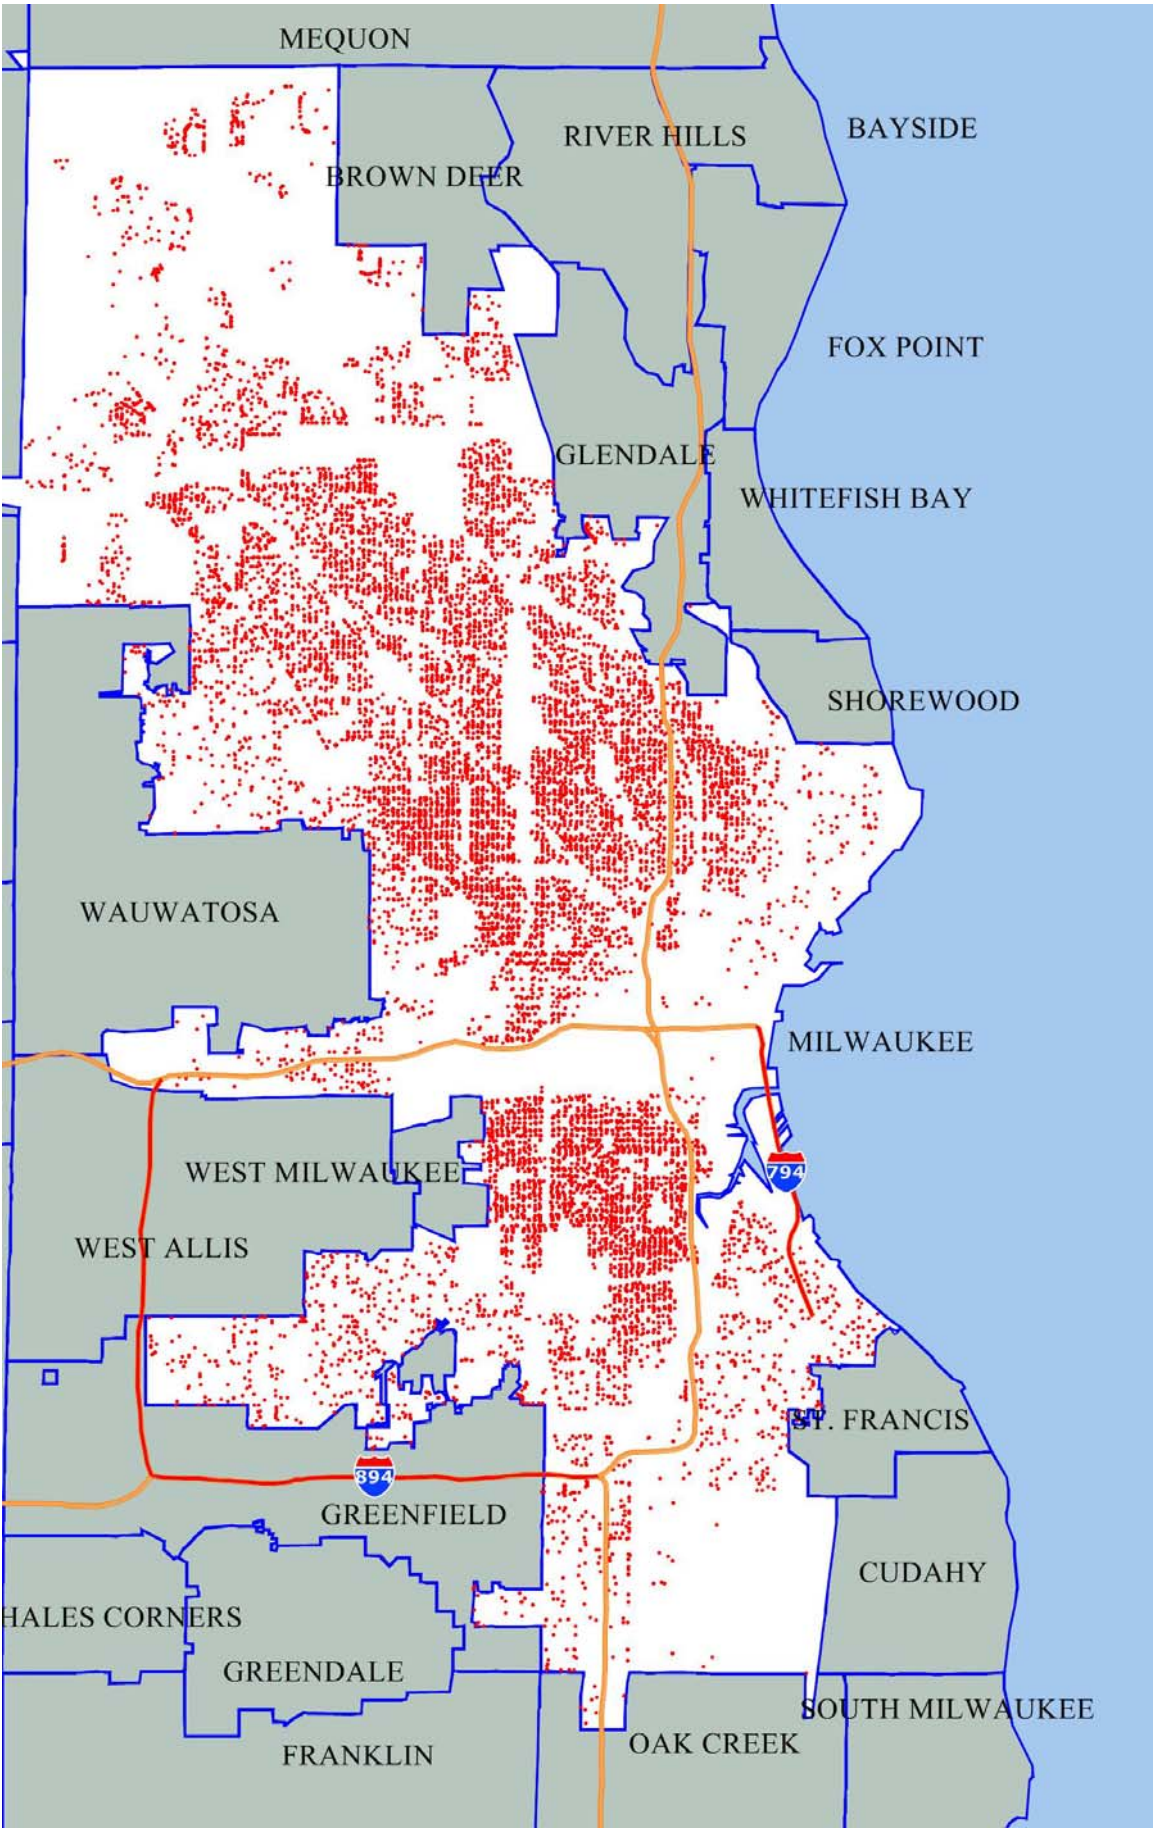 MEQUON
BAYSIDE
RIVER HILLS
BROWN DEER
FOX POINT
GLENDALE
WHITEFISH BAY
SHOREWOOD
WAUWATOSA
MILWAUKEE
794
WEST MILWAUKEE
WEST ALLIS
ST. FRANCIS
894
GREENFIELD
CUDAHY
HALES CORNERS
GREENDALE
SOUTH MILWAUKEE
OAK CREEK
FRANKLIN